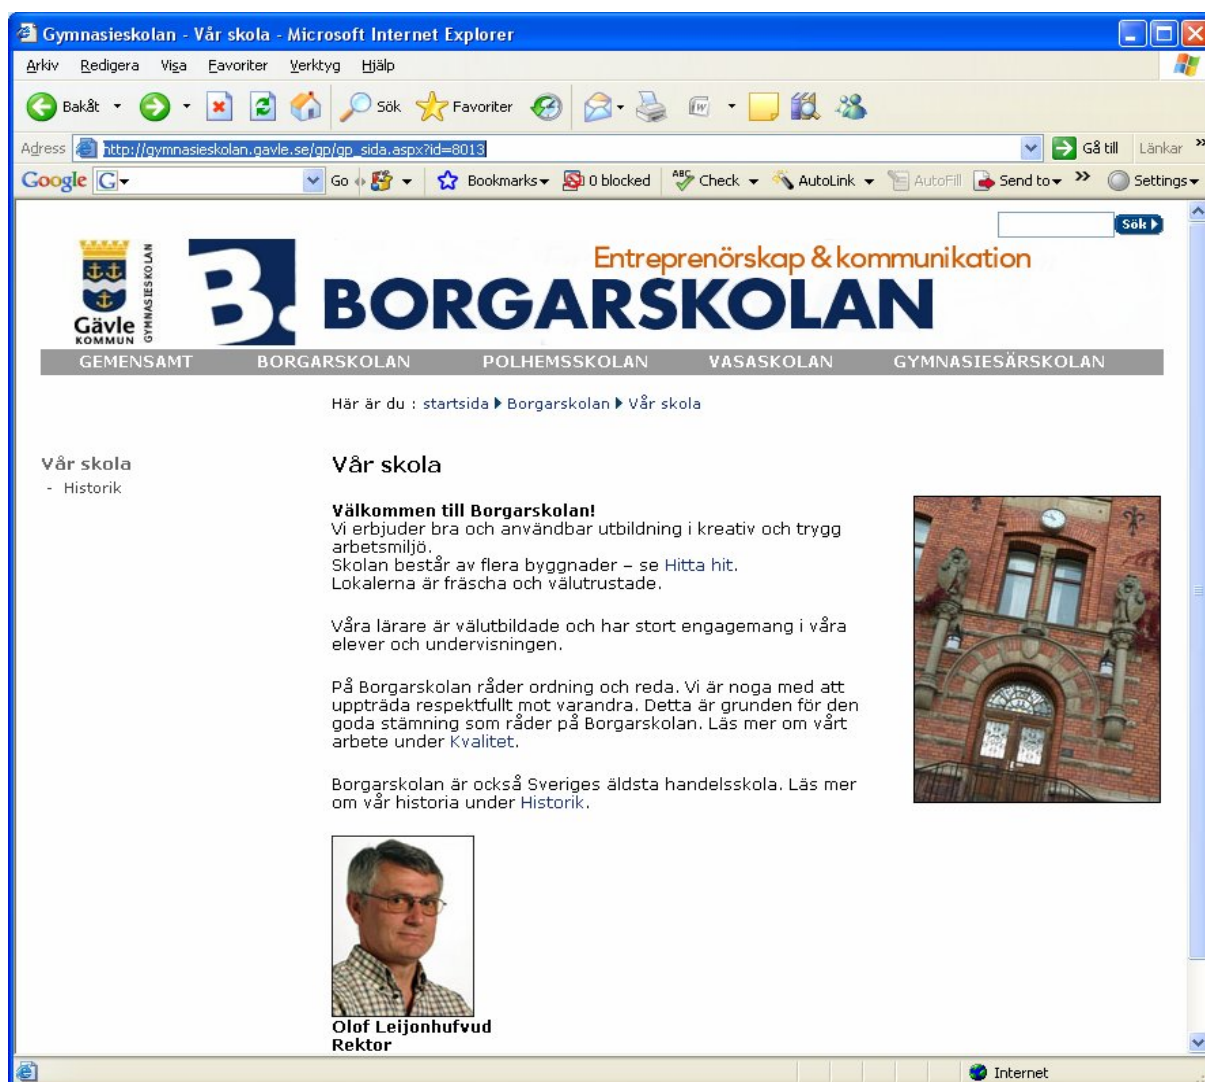 Gymnasieskolan - Vår skola - Microsoft Internet Explorer
Arkiv Redigera Visa Favoriter Verktyg Hjälp
Bakåt Sök Favoriter
Adress http://gymnasieskolan.gavle.se/gp/gp_sida.aspx?id=8013 Gå till Länkar »
Google G Go Bookmarks 0 blocked ABC Check AutoLink AutoFill Send to » Settings
Sök
Gävle
KOMMUN
GYMNASIESKOLAN
B.
Entreprenörskap & kommunikation
BORGARSKOLAN
GEMENSAMT BORGARSKOLAN POLHEMSSKOLAN VASASKOLAN GYMNASIESÄRSKOLAN
Här är du : startsida Borgarskolan Vår skola
Vår skola
- Historik
Vår skola
Välkommen till Borgarskolan!
Vi erbjuder bra och användbar utbildning i kreativ och trygg
arbetsmiljö.
Skolan består av flera byggnader – se Hitta hit.
Lokalerna är fräscha och välutrustade.
Våra lärare är välutbildade och har stort engagemang i våra
elever och undervisningen.
På Borgarskolan råder ordning och reda. Vi är noga med att
uppträda respektfullt mot varandra. Detta är grunden för den
goda stämning som råder på Borgarskolan. Läs mer om vårt
arbete under Kvalitet.
Borgarskolan är också Sveriges äldsta handelsskola. Läs mer
om vår historia under Historik.
Olof Leijonhufvud
Rektor
Internet